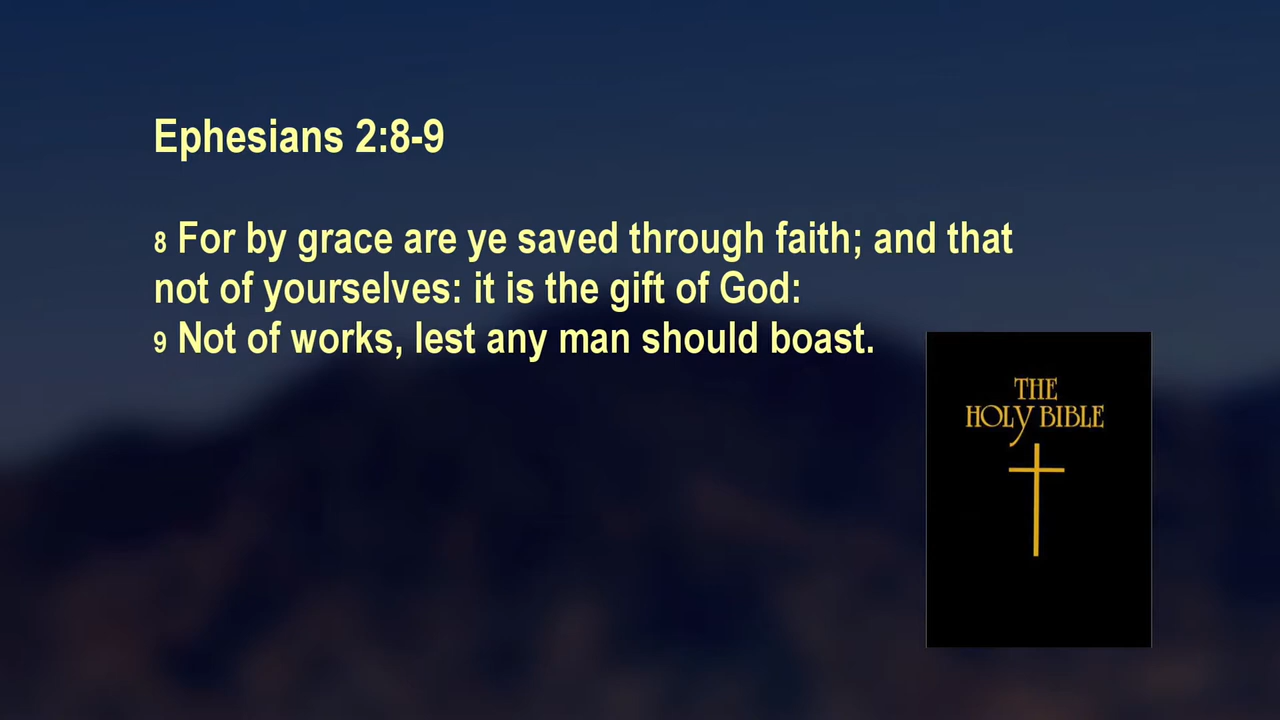 Ephesians 2:8-9
8 For by grace are ye saved through faith; and that
not of yourselves: it is the gift of God:
9 Not of works, lest any man should boast.
THE
HOLY BIBLE